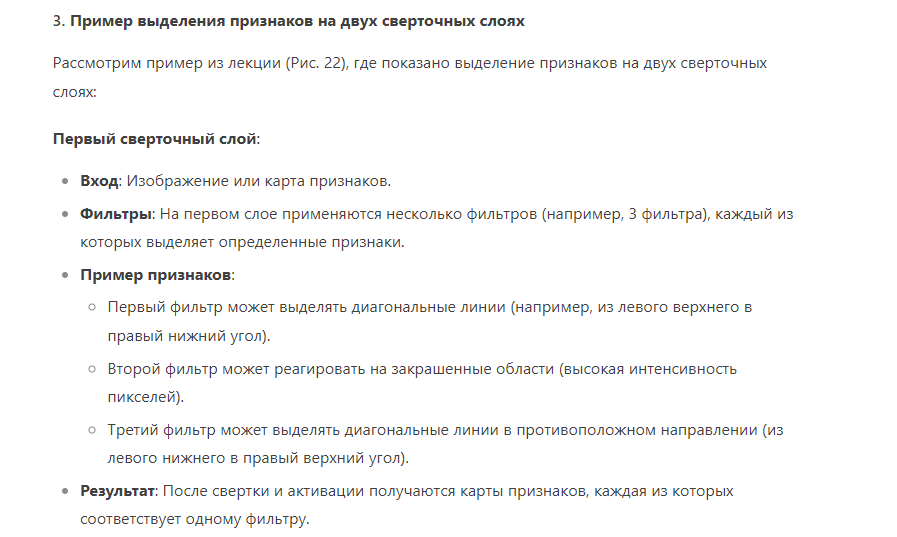 3. Пример выделения признаков на двух сверточных слоях
Рассмотрим пример из лекции (Рис. 22), где показано выделение признаков на двух сверточных
слоях:
Первый сверточный слой:
• Вход: Изображение или карта признаков.
• Фильтры: На первом слое применяются несколько фильтров (например, 3 фильтра), каждый из
которых выделяет определенные признаки.
• Пример признаков:
◦ Первый фильтр может выделять диагональные линии (например, из левого верхнего в
правый нижний угол).
◦ Второй фильтр может реагировать на закрашенные области (высокая интенсивность
пикселей).
◦ Третий фильтр может выделять диагональные линии в противоположном направлении (из
левого нижнего в правый верхний угол).
• Результат: После свертки и активации получаются карты признаков, каждая из которых
соответствует одному фильтру.